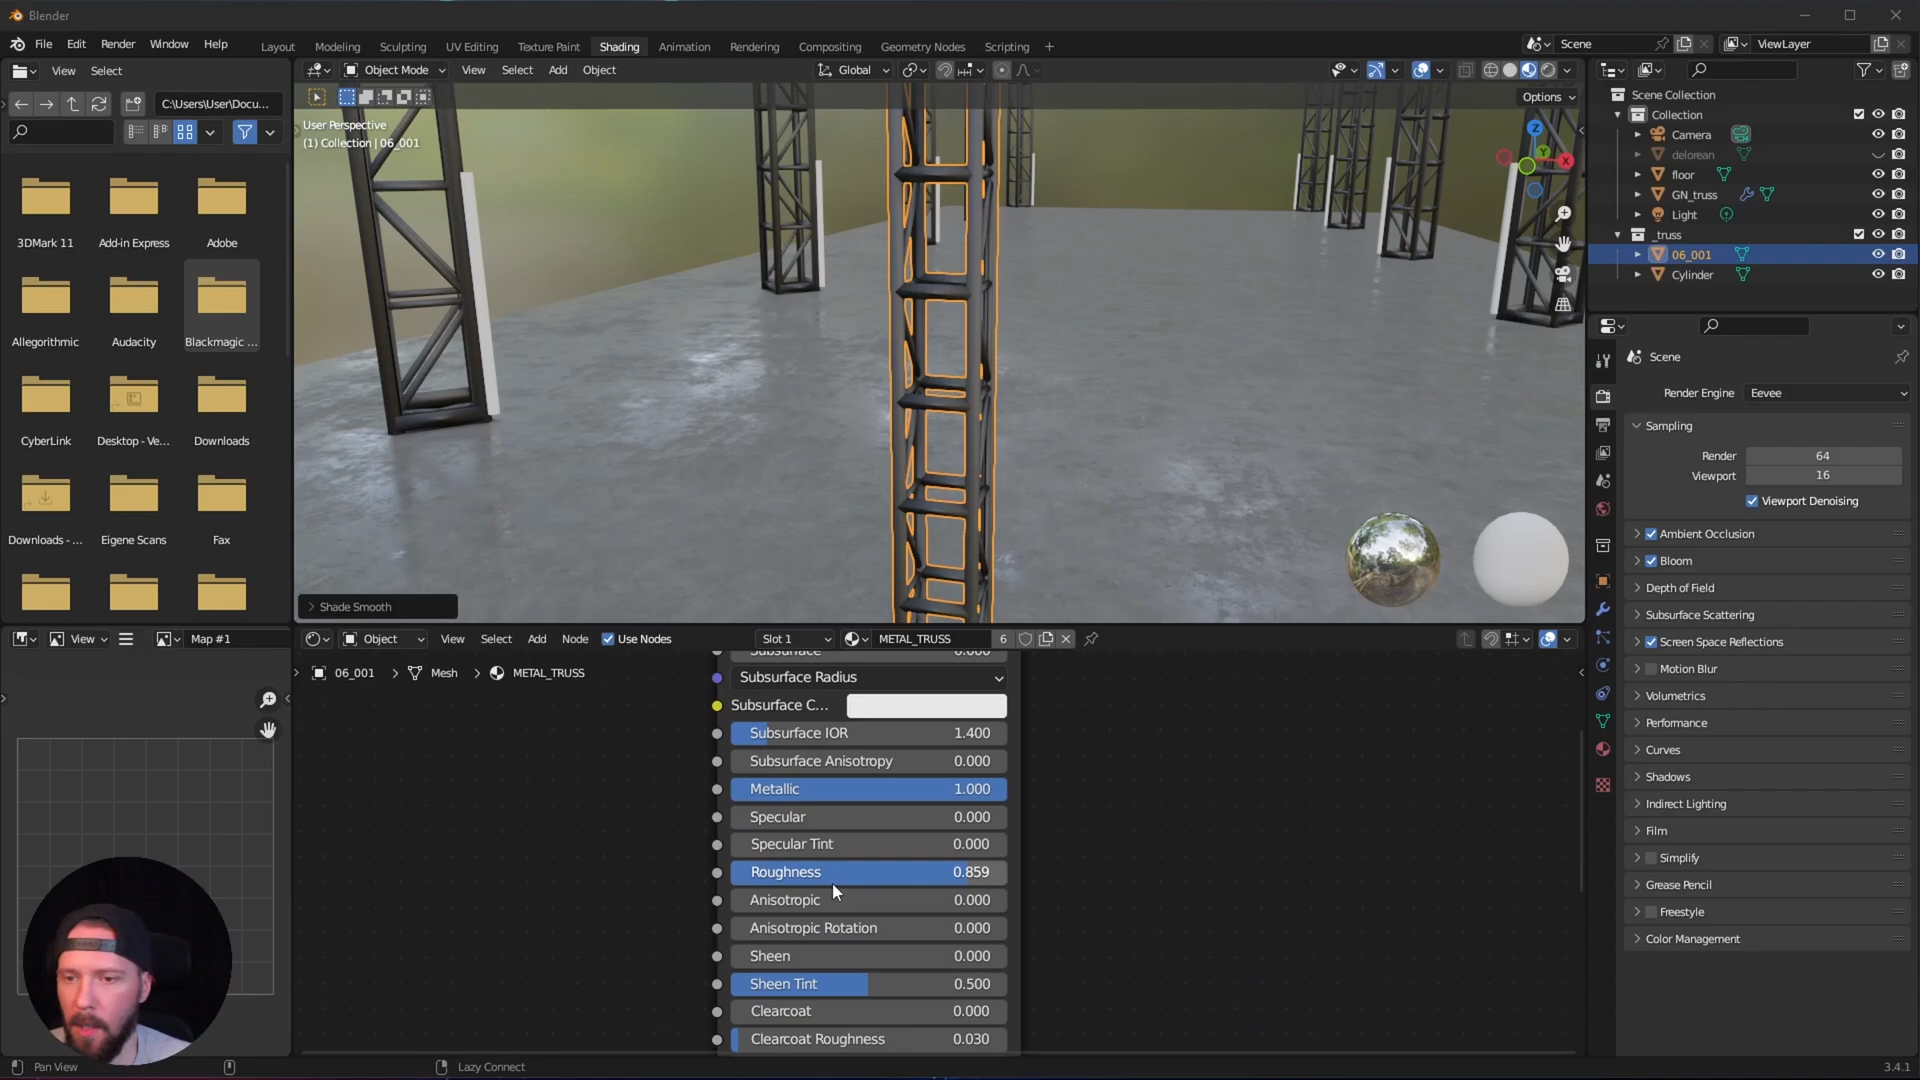 Blender
File Edit Render Window Help
Layout Modeling Sculpting UV Editing Texture Paint Shading Animation Rendering Compositing Geometry Nodes Scripting +
Scene
ViewLayer
View Select
Object Mode View Select Add Object
Global
C:\Users\User\Docu...
Options
User Perspective
(1) Collection | 06_001
Z
Y
X
3DMark 11 Add-in Express Adobe
Allegorithmic Audacity Blackmagic ...
CyberLink Desktop - Ve... Downloads
Downloads - ... Eigene Scans Fax
Shade Smooth
Scene Collection
Collection
Camera
delorean
floor
GN_truss
Light
_truss
06_001
Cylinder
Scene
Render Engine Eevee
Sampling
Render 64
Viewport 16
Viewport Denoising
Ambient Occlusion
Bloom
Depth of Field
Subsurface Scattering
Screen Space Reflections
Motion Blur
Volumetrics
Performance
Curves
Shadows
Indirect Lighting
Film
Simplify
Grease Pencil
Freestyle
Color Management
View Map #1
Object View Select Add Node Use Nodes Slot 1 METAL_TRUSS 6
06_001 > Mesh > METAL_TRUSS
Subsurface 0.000
Subsurface Radius
Subsurface C...
Subsurface IOR 1.400
Subsurface Anisotropy 0.000
Metallic 1.000
Specular 0.000
Specular Tint 0.000
Roughness 0.859
Anisotropic 0.000
Anisotropic Rotation 0.000
Sheen 0.000
Sheen Tint 0.500
Clearcoat 0.000
Clearcoat Roughness 0.030
Pan View
Lazy Connect
3.4.1